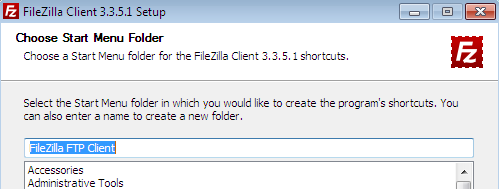 FileZilla Client 3.3.5.1 Setup
Choose Start Menu Folder
Choose a Start Menu folder for the FileZilla Client 3.3.5.1 shortcuts.
Fz
Select the Start Menu folder in which you would like to create the program's shortcuts. You
can also enter a name to create a new folder.
FileZilla FTP Client
Accessories
Administrative Tools